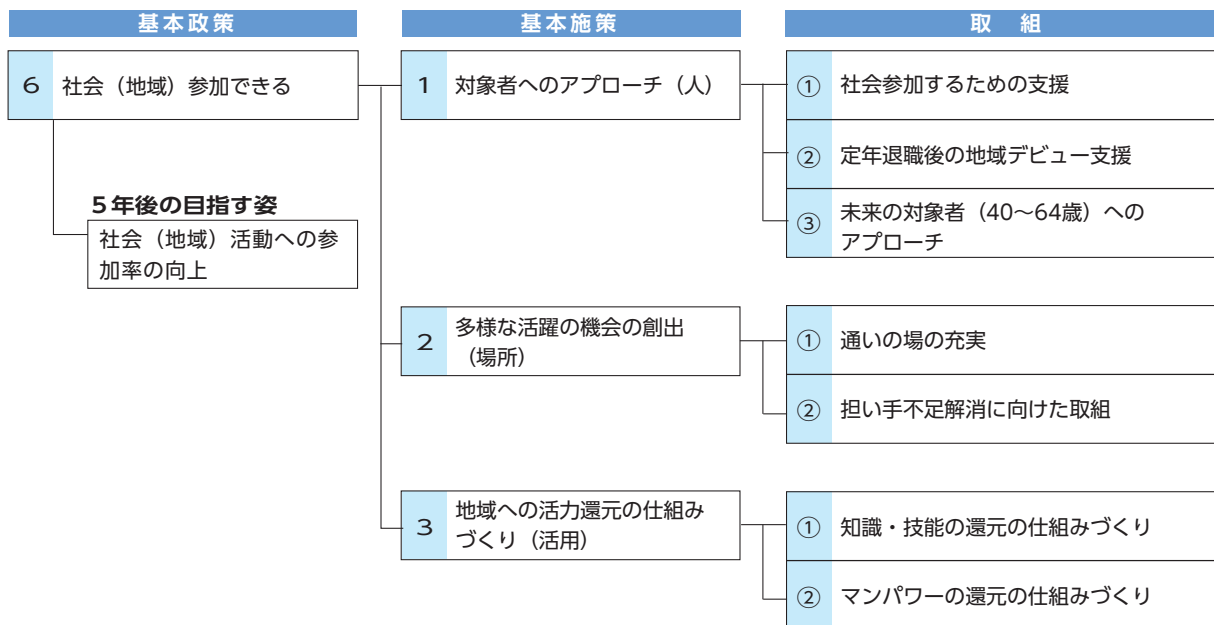 基本政策
基本施策
取　組
6 社会（地域）参加できる
5年後の目指す姿
社会（地域）活動への参
加率の向上
1 対象者へのアプローチ（人）
① 社会参加するための支援
② 定年退職後の地域デビュー支援
③ 未来の対象者（40～64歳）への
アプローチ
2 多様な活躍の機会の創出
（場所）
① 通いの場の充実
② 担い手不足解消に向けた取組
3 地域への活力還元の仕組み
づくり（活用）
① 知識・技能の還元の仕組みづくり
② マンパワーの還元の仕組みづくり